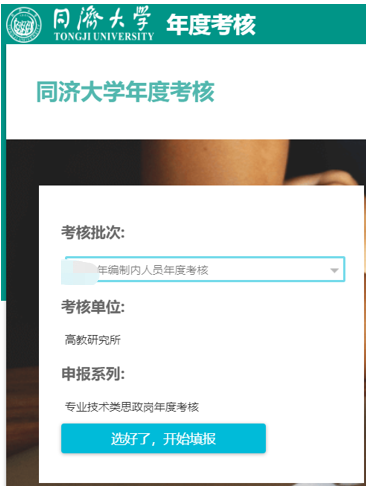 同濟大学
TONGJI UNIVERSITY
年度考核
同济大学年度考核
考核批次:
年编制内人员年度考核
考核单位:
高教研究所
申报系列:
专业技术类思政岗年度考核
选好了，开始填报